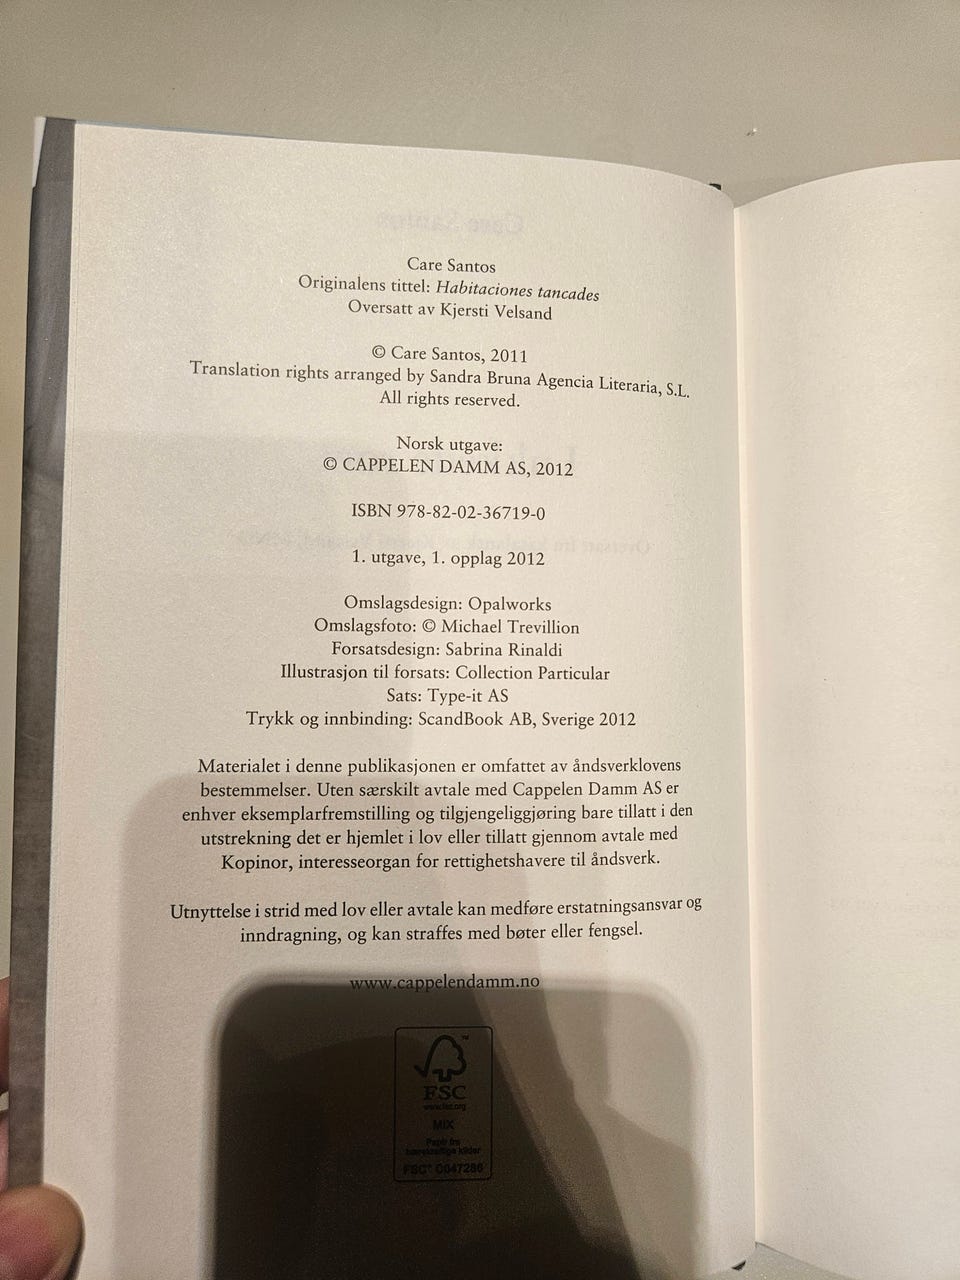 Care Santos
Originalens tittel: Habitaciones tancades
Oversatt av Kjersti Velsand
© Care Santos, 2011
Translation rights arranged by Sandra Bruna Agencia Literaria, S.L.
All rights reserved.
Norsk utgave:
© CAPPELEN DAMM AS, 2012
ISBN 978-82-02-36719-0
1. utgave, 1. opplag 2012
Omslagsdesign: Opalworks
Omslagsfoto: © Michael Trevillion
Forsatsdesign: Sabrina Rinaldi
Illustrasjon til forsats: Collection Particular
Sats: Type-it AS
Trykk og innbinding: ScandBook AB, Sverige 2012
Materialet i denne publikasjonen er omfattet av åndsverklovens
bestemmelser. Uten særskilt avtale med Cappelen Damm AS er
enhver eksemplarfremstilling og tilgjengeliggjøring bare tillatt i den
utstrekning det er hjemlet i lov eller tillatt gjennom avtale med
Kopinor, interesseorgan for rettighetshavere til åndsverk.
Utnyttelse i strid med lov eller avtale kan medføre erstatningsansvar og
inndragning, og kan straffes med bøter eller fengsel.
www.cappelendamm.no
FSC
www.fsc.org
MIX
Papir fra
bærekraftige kilder
FSC® C047286